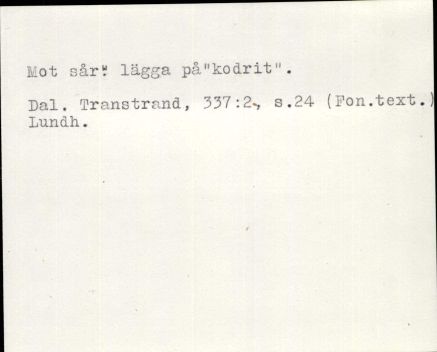 Mot sår: lägga på"kodrit".
Dal. Transtrand, 337:2, s.24 (Fon.text.)
Lundh.